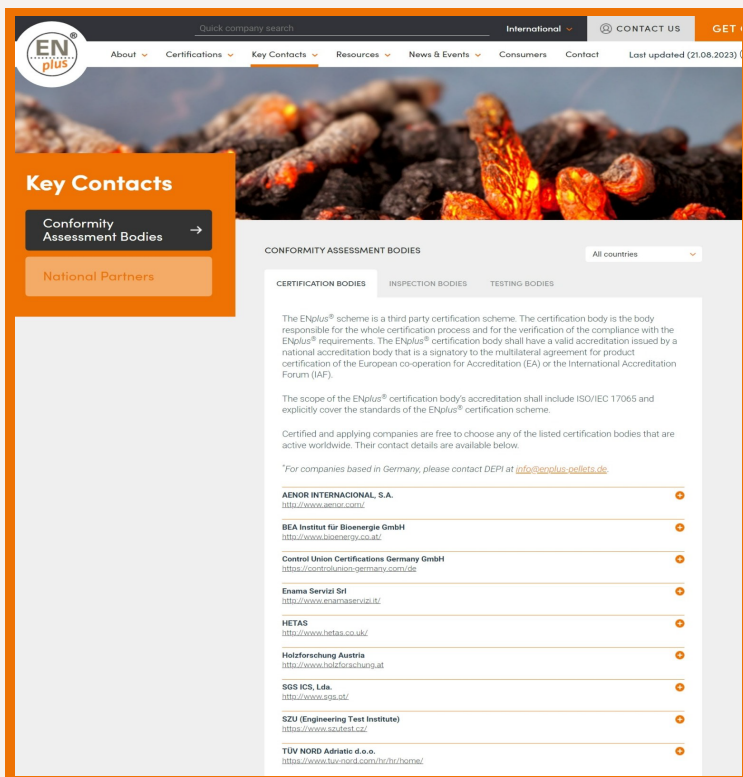 Quick company search
International
CONTACT US
GET
EN
plus
®
About
Certifications
Key Contacts
Resources
News & Events
Consumers
Contact
Last updated (21.08.2023)
Key Contacts
Conformity
Assessment Bodies
National Partners
CONFORMITY ASSESSMENT BODIES
All countries
CERTIFICATION BODIES
INSPECTION BODIES
TESTING BODIES
The ENplus® scheme is a third party certification scheme. The certification body is the body
responsible for the whole certification process and for the verification of the compliance with the
ENplus® requirements. The ENplus® certification body shall have a valid accreditation issued by a
national accreditation body that is a signatory to the multilateral agreement for product
certification of the European co-operation for Accreditation (EA) or the International Accreditation
Forum (IAF).
The scope of the ENplus® certification body's accreditation shall include ISO/IEC 17065 and
explicitly cover the standards of the ENplus® certification scheme.
Certified and applying companies are free to choose any of the listed certification bodies that are
active worldwide. Their contact details are available below.
*For companies based in Germany, please contact DEPI at info@enplus-pellets.de.
AENOR INTERNACIONAL, S.A.
http://www.aenor.com/
BEA Institut für Bioenergie GmbH
http://www.bioenergy.co.at/
Control Union Certifications Germany GmbH
https://controlunion-germany.com/de
Enama Servizi Srl
http://www.enamaservizi.it/
HETAS
http://www.hetas.co.uk/
Holzforschung Austria
http://www.holzforschung.at
SGS ICS, Lda.
http://www.sgs.pt/
SZU (Engineering Test Institute)
https://www.szutest.cz/
TÜV NORD Adriatic d.o.o.
https://www.tuv-nord.com/hr/hr/home/